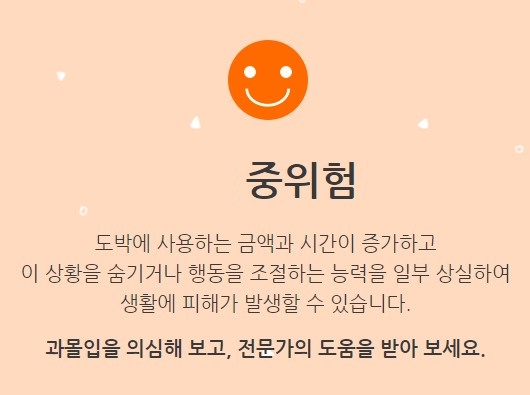 중위험
도박에 사용하는 금액과 시간이 증가하고
이 상황을 숨기거나 행동을 조절하는 능력을 일부 상실하여
생활에 피해가 발생할 수 있습니다.
과몰입을 의심해 보고, 전문가의 도움을 받아 보세요.